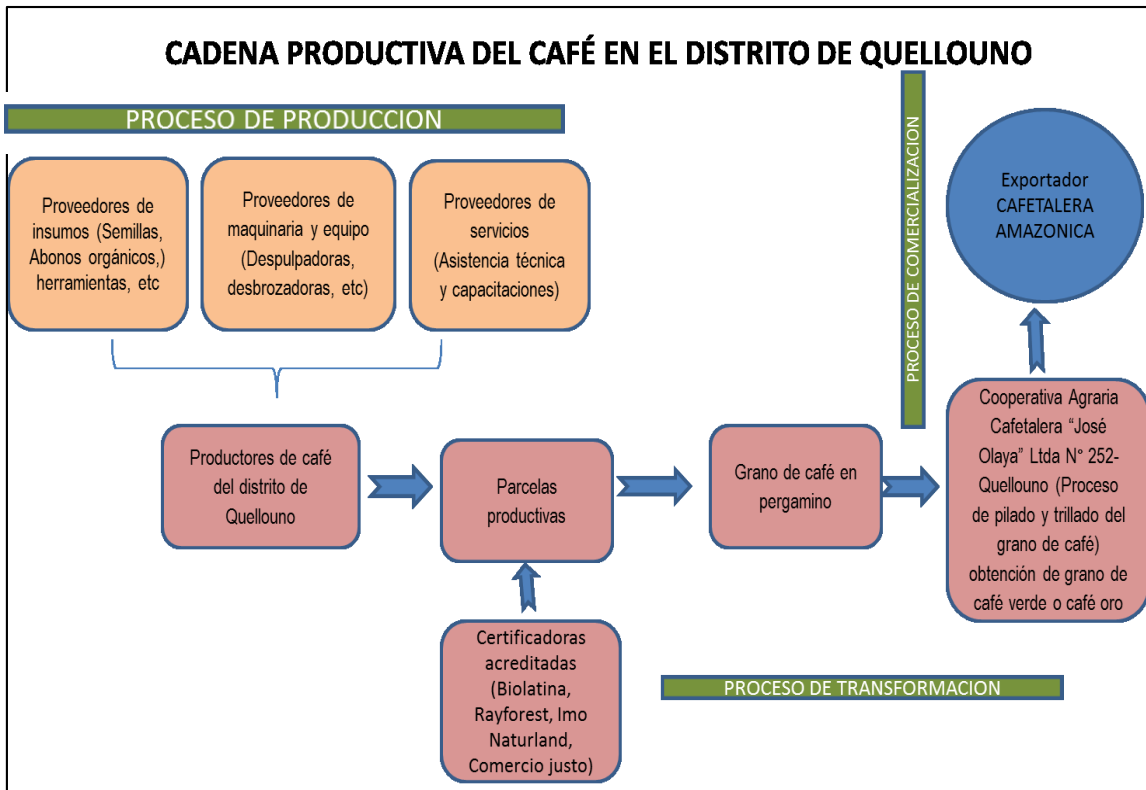 CADENA PRODUCTIVA DEL CAFÉ EN EL DISTRITO DE QUELLOUNO
PROCESO DE PRODUCCION
Proveedores de
insumos (Semillas,
Abonos orgánicos,)
herramientas, etc
Proveedores de
maquinaria y equipo
(Despulpadoras,
desbrozadoras, etc)
Proveedores de
servicios
(Asistencia técnica
y capacitaciones)
PROCESO DE COMERCIALIZACION
Exportador
CAFETALERA
AMAZONICA
Productores de café
del distrito de
Quellouno
Parcelas
productivas
Grano de café en
pergamino
Cooperativa Agraria
Cafetalera “José
Olaya” Ltda N° 252-
Quellouno (Proceso
de pilado y trillado del
grano de café)
obtención de grano de
café verde o café oro
Certificadoras
acreditadas
(Biolatina,
Rayforest, Imo
Naturland,
Comercio justo)
PROCESO DE TRANSFORMACION